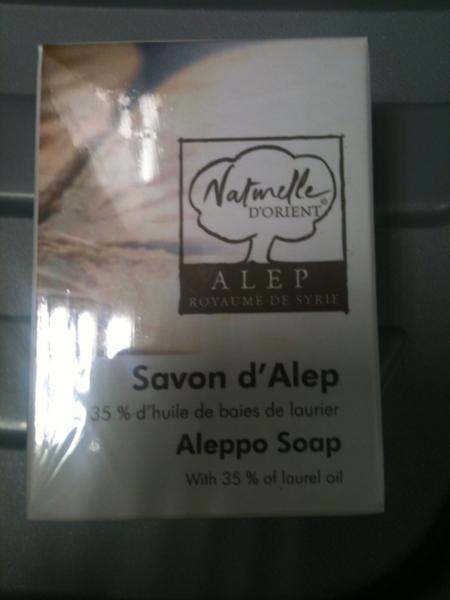 Naturelle
D'ORIENT
ALEP
ROYAUME DE SYRIE
Savon d'Alep
35 % d'huile de baies de laurier
Aleppo Soap
With 35 % of laurel oil